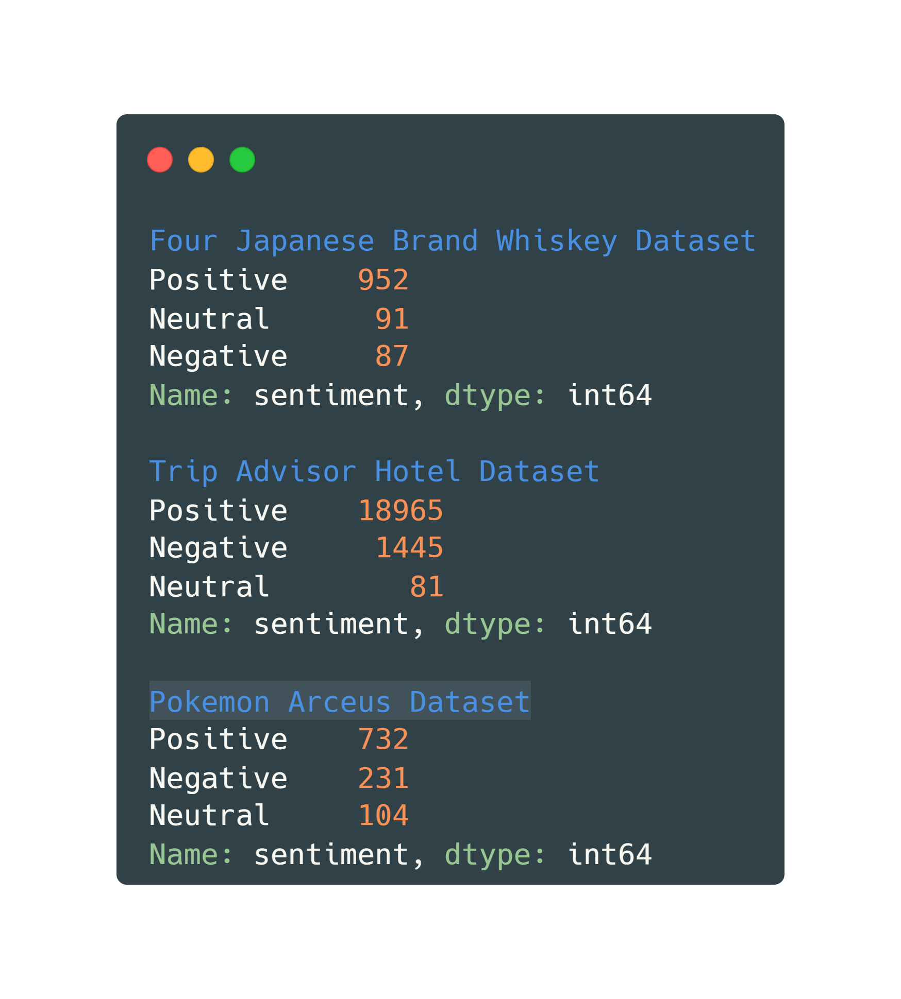 Four Japanese Brand Whiskey Dataset
Positive    952
Neutral      91
Negative     87
Name: sentiment, dtype: int64

Trip Advisor Hotel Dataset
Positive    18965
Negative     1445
Neutral        81
Name: sentiment, dtype: int64

Pokemon Arceus Dataset
Positive    732
Negative    231
Neutral     104
Name: sentiment, dtype: int64